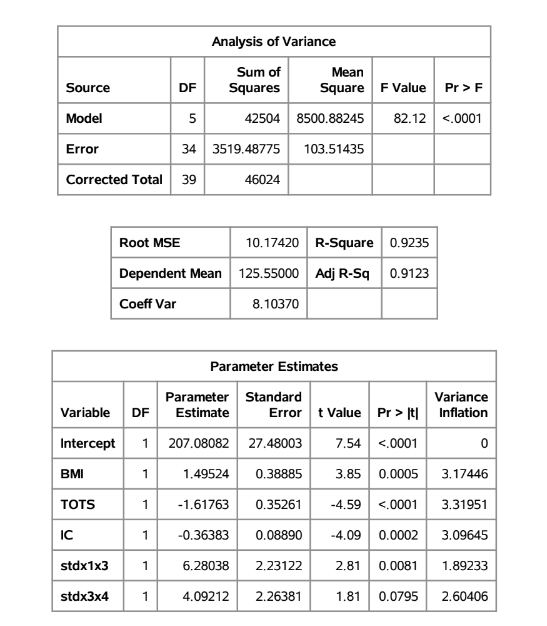 Analysis of Variance
Source DF Sum of Squares Mean Square F Value Pr > F
Model 5 42504 8500.88245 82.12 <.0001
Error 34 3519.48775 103.51435
Corrected Total 39 46024
Root MSE 10.17420 R-Square 0.9235
Dependent Mean 125.55000 Adj R-Sq 0.9123
Coeff Var 8.10370
Parameter Estimates
Variable DF Parameter Estimate Standard Error t Value Pr > |t| Variance Inflation
Intercept 1 207.08082 27.48003 7.54 <.0001 0
BMI 1 1.49524 0.38885 3.85 0.0005 3.17446
TOTS 1 -1.61763 0.35261 -4.59 <.0001 3.31951
IC 1 -0.36383 0.08890 -4.09 0.0002 3.09645
stdx1x3 1 6.28038 2.23122 2.81 0.0081 1.89233
stdx3x4 1 4.09212 2.26381 1.81 0.0795 2.60406